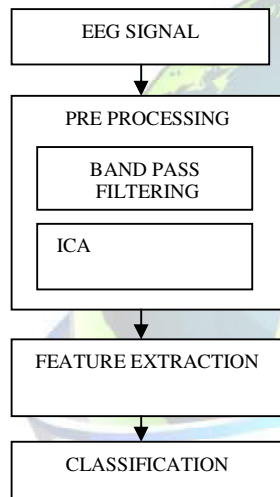 EEG SIGNAL
PRE PROCESSING
BAND PASS
FILTERING
ICA
FEATURE EXTRACTION
CLASSIFICATION